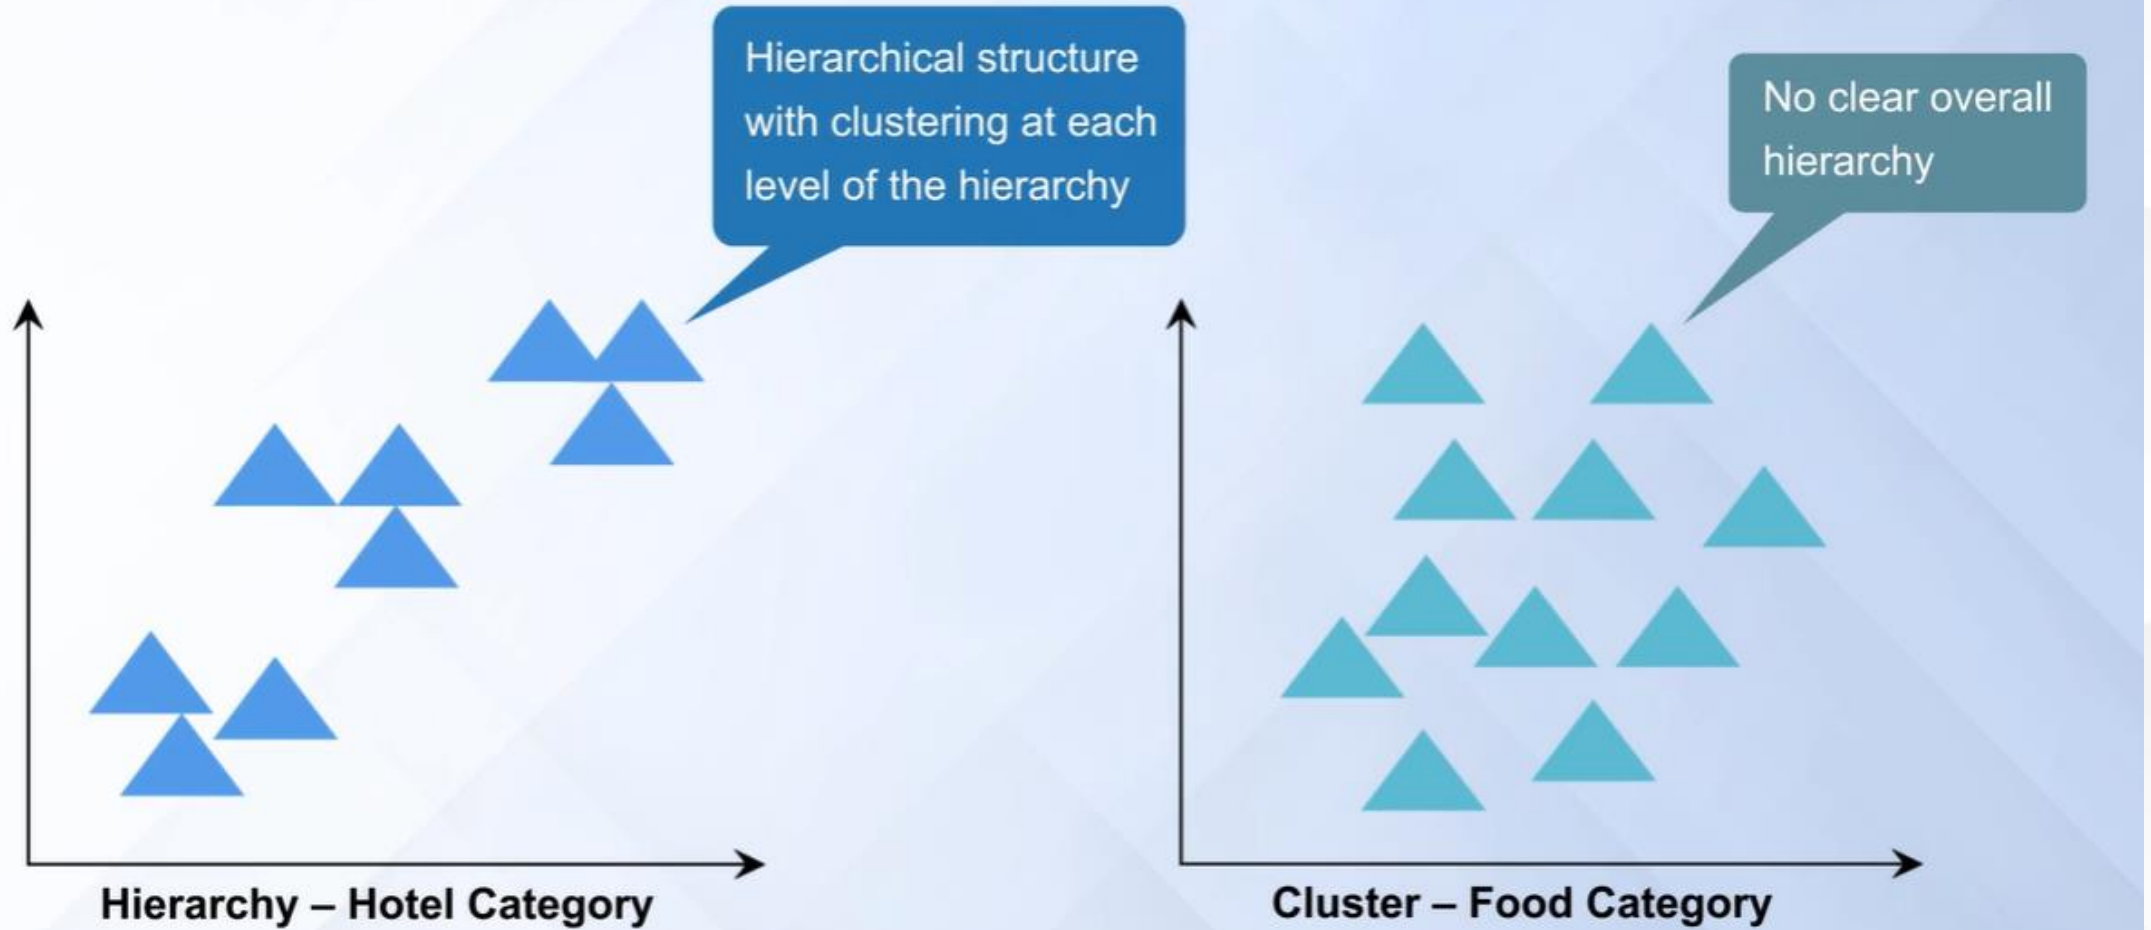 Hierarchical structure
with clustering at each
level of the hierarchy
No clear overall
hierarchy
Hierarchy – Hotel Category
Cluster – Food Category